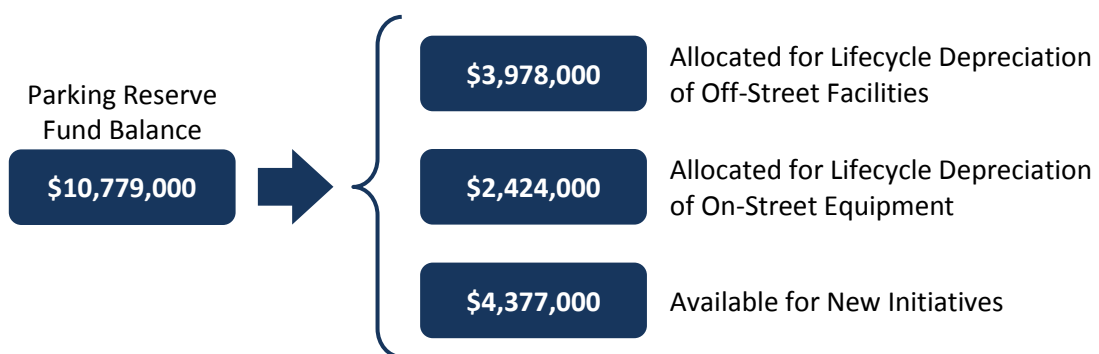 Parking Reserve
Fund Balance
$10,779,000
$3,978,000
Allocated for Lifecycle Depreciation
of Off-Street Facilities
$2,424,000
Allocated for Lifecycle Depreciation
of On-Street Equipment
$4,377,000
Available for New Initiatives